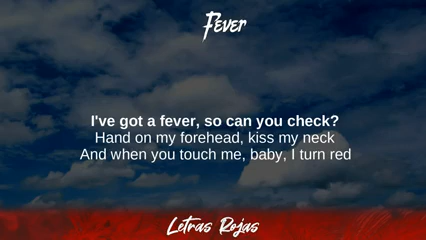 Fever
I've got a fever, so can you check?
Hand on my forehead, kiss my neck
And when you touch me, baby, I turn red
Letras Rojas